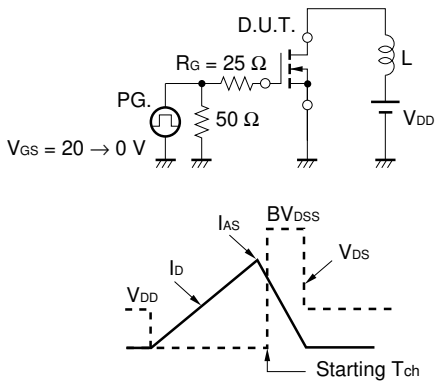 D.U.T.
RG = 25 Ω
L
PG.
50 Ω
VDD
VGS = 20 → 0 V
BVDSS
IAS
ID
VDS
VDD
Starting Tch